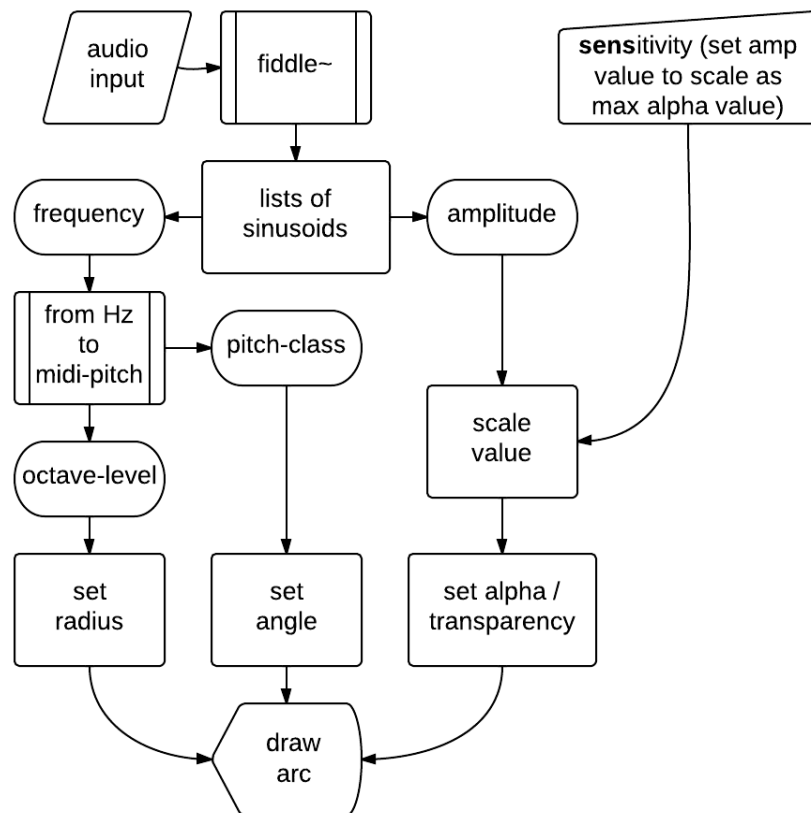 audio
input
fiddle~
sensitivity (set amp
value to scale as
max alpha value)
lists of
sinusoids
frequency
amplitude
from Hz
to
midi-pitch
pitch-class
scale
value
octave-level
set
radius
set
angle
set alpha /
transparency
draw
arc